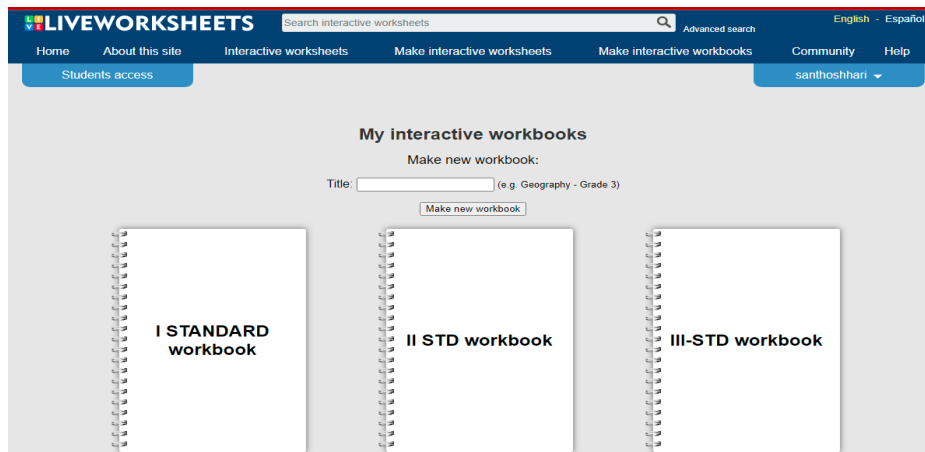 LIVEWORKSHEETS Search interactive worksheets Advanced search English - Español
Home About this site Interactive worksheets Make interactive worksheets Make interactive workbooks Community Help
Students access santhoshhari
My interactive workbooks
Make new workbook:
Title: (e.g. Geography - Grade 3)
Make new workbook
I STANDARD
workbook
II STD workbook
III-STD workbook